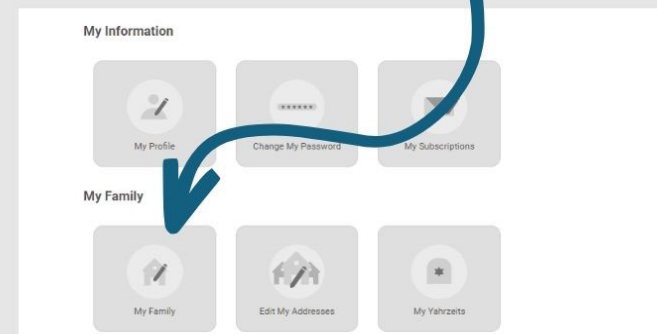 My Information
My Profile
Change My Password
My Subscriptions
My Family
My Family
Edit My Addresses
My Yahrzeits